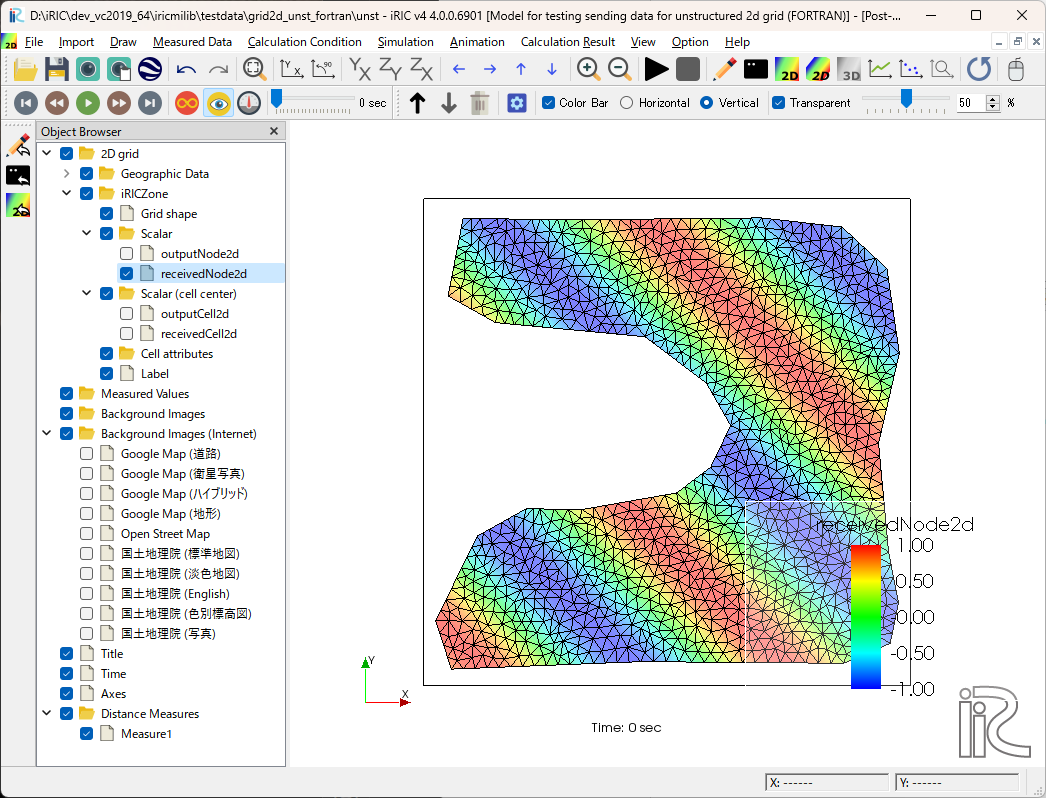 D:\iRIC\dev_vc2019_64\iricmilib\testdata\grid2d_unst_fortran\unst - iRIC v4 4.0.0.6901 [Model for testing sending data for unstructured 2d grid (FORTRAN)] - [Post-...
File Import Draw Measured Data Calculation Condition Simulation Animation Calculation Result View Option Help
0 sec Color Bar Horizontal Vertical Transparent 50 %
Object Browser
2D grid
Geographic Data
iRICZone
Grid shape
Scalar
outputNode2d
receivedNode2d
Scalar (cell center)
outputCell2d
receivedCell2d
Cell attributes
Label
Measured Values
Background Images
Background Images (Internet)
Google Map (道路)
Google Map (衛星写真)
Google Map (ハイブリッド)
Google Map (地形)
Open Street Map
国土地理院 (標準地図)
国土地理院 (淡色地図)
国土地理院 (English)
国土地理院 (色別標高図)
国土地理院 (写真)
Title
Time
Axes
Distance Measures
Measure1
receivedNode2d
1.00
0.50
0.00
-0.50
-1.00
Y
X
Time: 0 sec
iRIC
X: ------
Y: ------